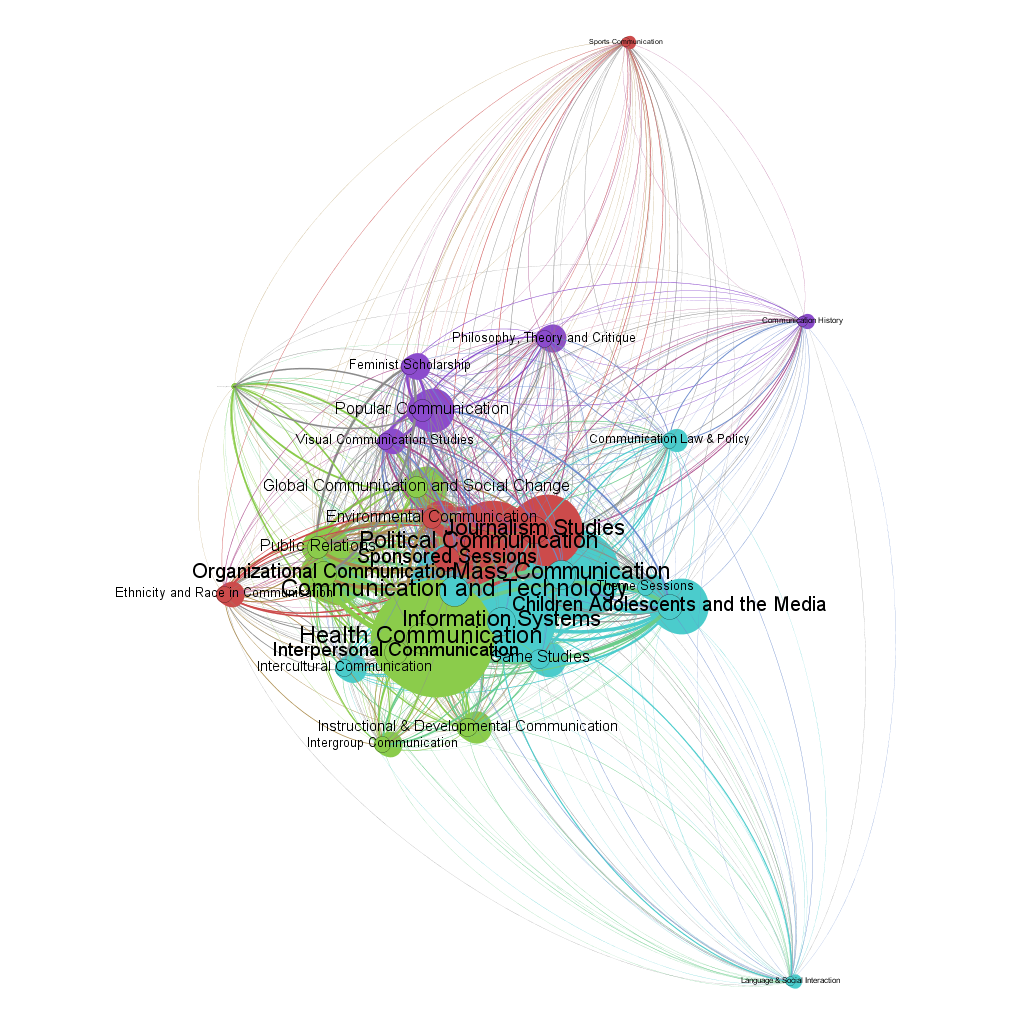 Sports Communication
Communication History
Philosophy, Theory and Critique
Feminist Scholarship
Popular Communication
Visual Communication Studies
Communication Law & Policy
Global Communication and Social Change
Environmental Communication
Journalism Studies
Political Communication
Public Relations
Sponsored Sessions
Organizational Communication
Mass Communication
Theme Sessions
Communication and Technology
Ethnicity and Race in Communication
Children Adolescents and the Media
Information Systems
Health Communication
Interpersonal Communication
Game Studies
Intercultural Communication
Instructional & Developmental Communication
Intergroup Communication
Language & Social Interaction